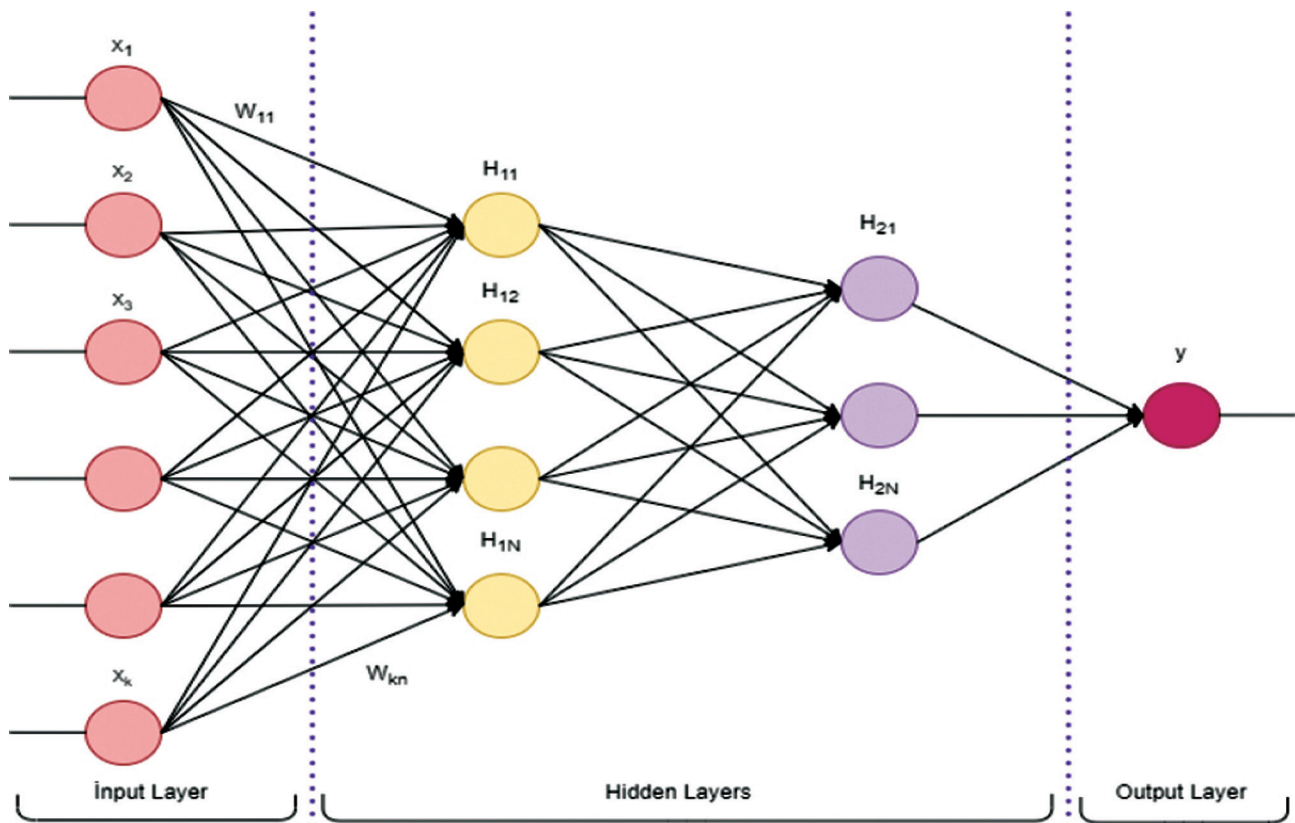 x₁
W₁₁
x₂
H₁₁
H₂₁
x₃
H₁₂
y
H₂N
H₁N
xₖ
Wₖₙ
İnput Layer
Hidden Layers
Output Layer